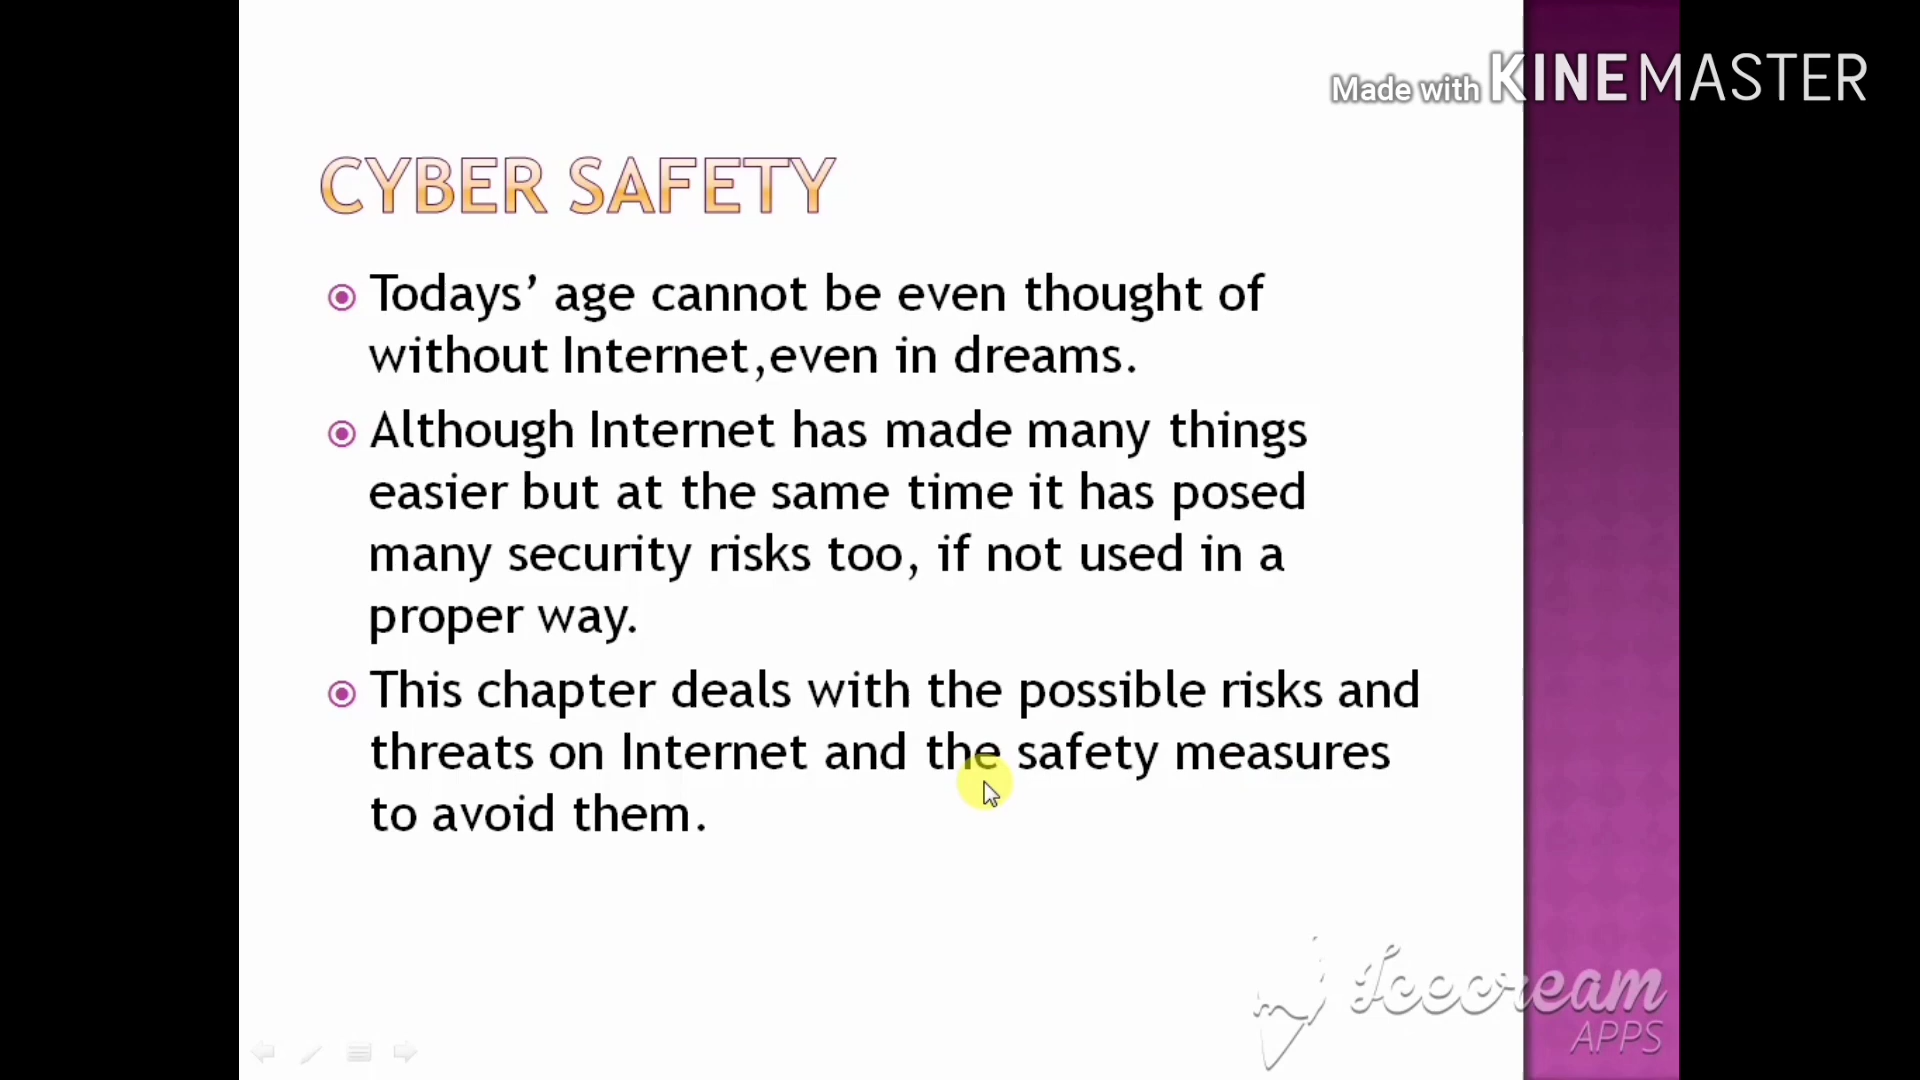 Made with KINEMASTER
CYBER SAFETY
Todays’ age cannot be even thought of
without Internet,even in dreams.
Although Internet has made many things
easier but at the same time it has posed
many security risks too, if not used in a
proper way.
This chapter deals with the possible risks and
threats on Internet and the safety measures
to avoid them.
Icecream
APPS